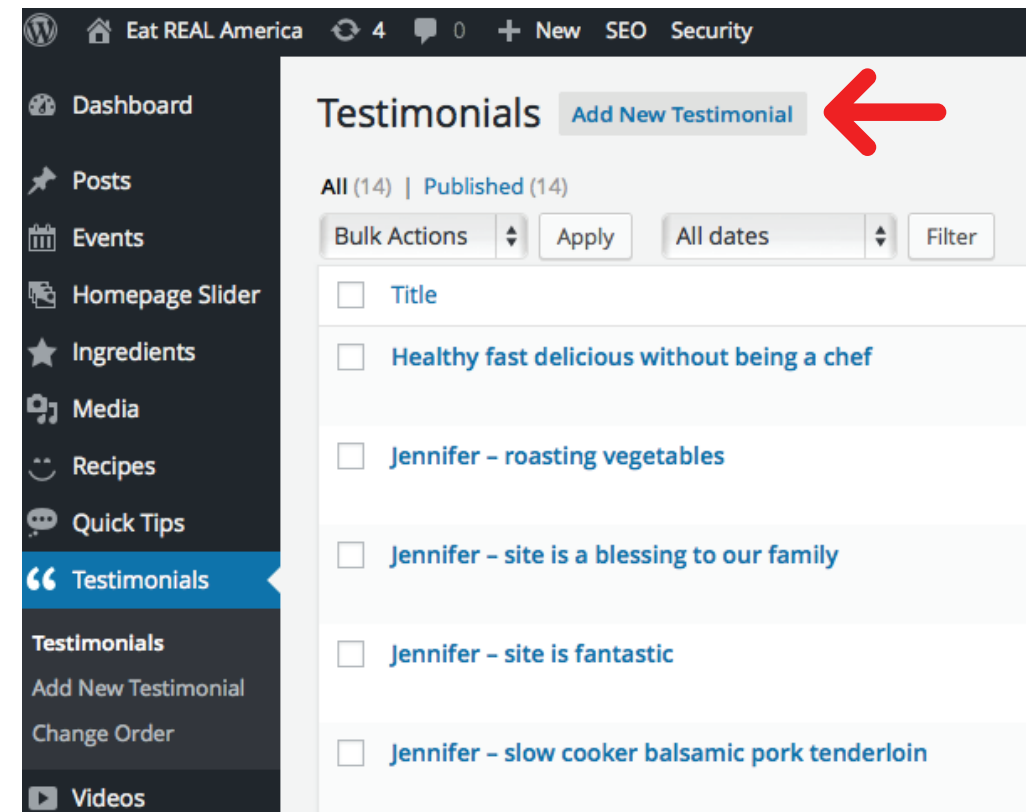 Eat REAL America 4 0 New SEO Security
Dashboard
Posts
Events
Homepage Slider
Ingredients
Media
Recipes
Quick Tips
Testimonials
Testimonials
Add New Testimonial
Change Order
Videos
Testimonials Add New Testimonial
All (14) | Published (14)
Bulk Actions Apply All dates Filter
Title
Healthy fast delicious without being a chef
Jennifer – roasting vegetables
Jennifer – site is a blessing to our family
Jennifer – site is fantastic
Jennifer – slow cooker balsamic pork tenderloin